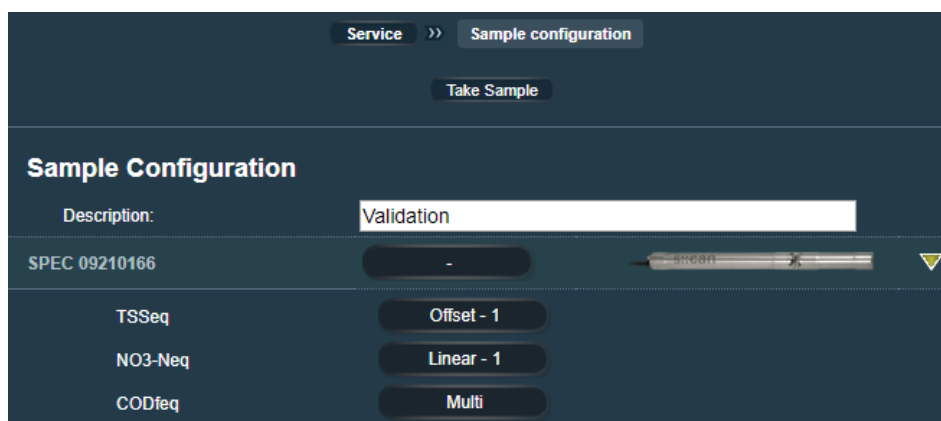 Service >> Sample configuration
Take Sample
Sample Configuration
Description: Validation
SPEC 09210166 - s::can
TSSeq Offset - 1
NO3-Neq Linear - 1
CODfeq Multi